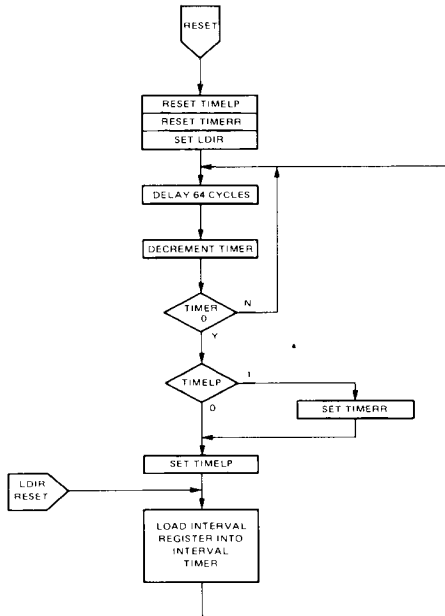 RESET
RESET TIMELP
RESET TIMERR
SET LDIR
DELAY 64 CYCLES
DECREMENT TIMER
TIMER
0
N
Y
TIMELP
1
0
SET TIMERR
SET TIMELP
LDIR
RESET
LOAD INTERVAL
REGISTER INTO
INTERVAL
TIMER